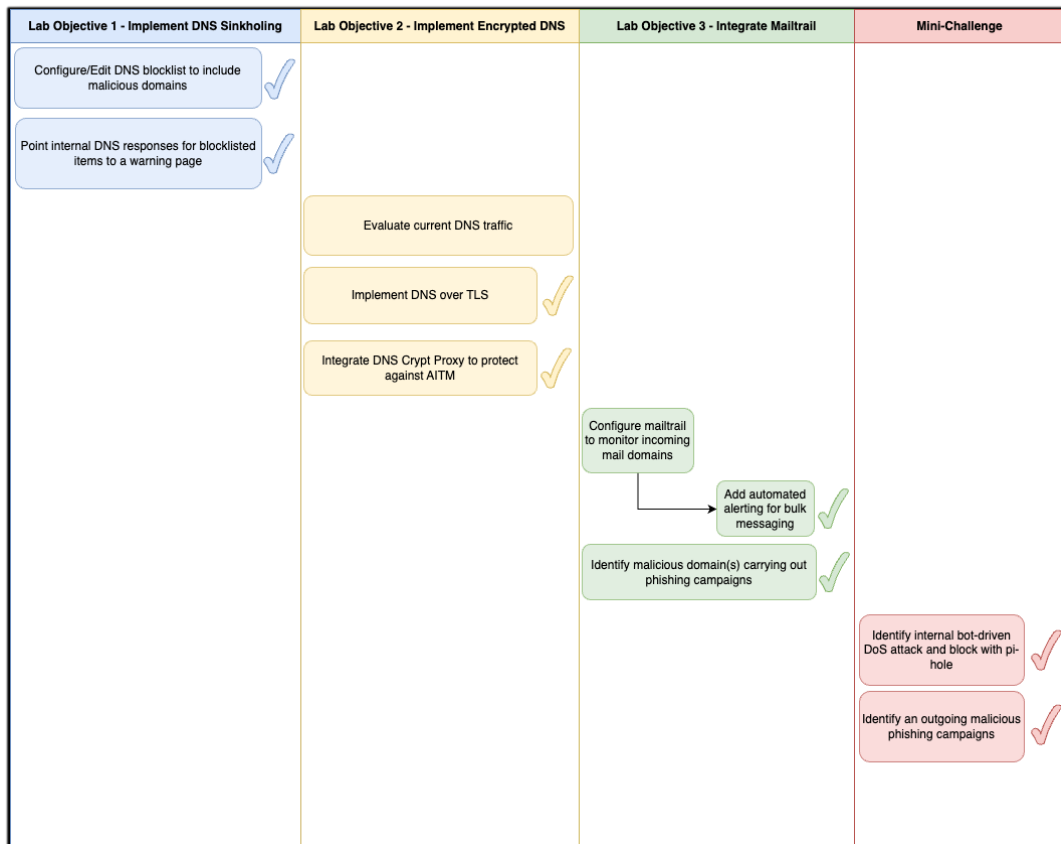 Lab Objective 1 - Implement DNS Sinkholing
Lab Objective 2 - Implement Encrypted DNS
Lab Objective 3 - Integrate Mailtrail
Mini-Challenge
Configure/Edit DNS blocklist to include
malicious domains
Point internal DNS responses for blocklisted
items to a warning page
Evaluate current DNS traffic
Implement DNS over TLS
Integrate DNS Crypt Proxy to protect
against AITM
Configure mailtrail
to monitor incoming
mail domains
Add automated
alerting for bulk
messaging
Identify malicious domain(s) carrying out
phishing campaigns
Identify internal bot-driven
DoS attack and block with pi-
hole
Identify an outgoing malicious
phishing campaigns